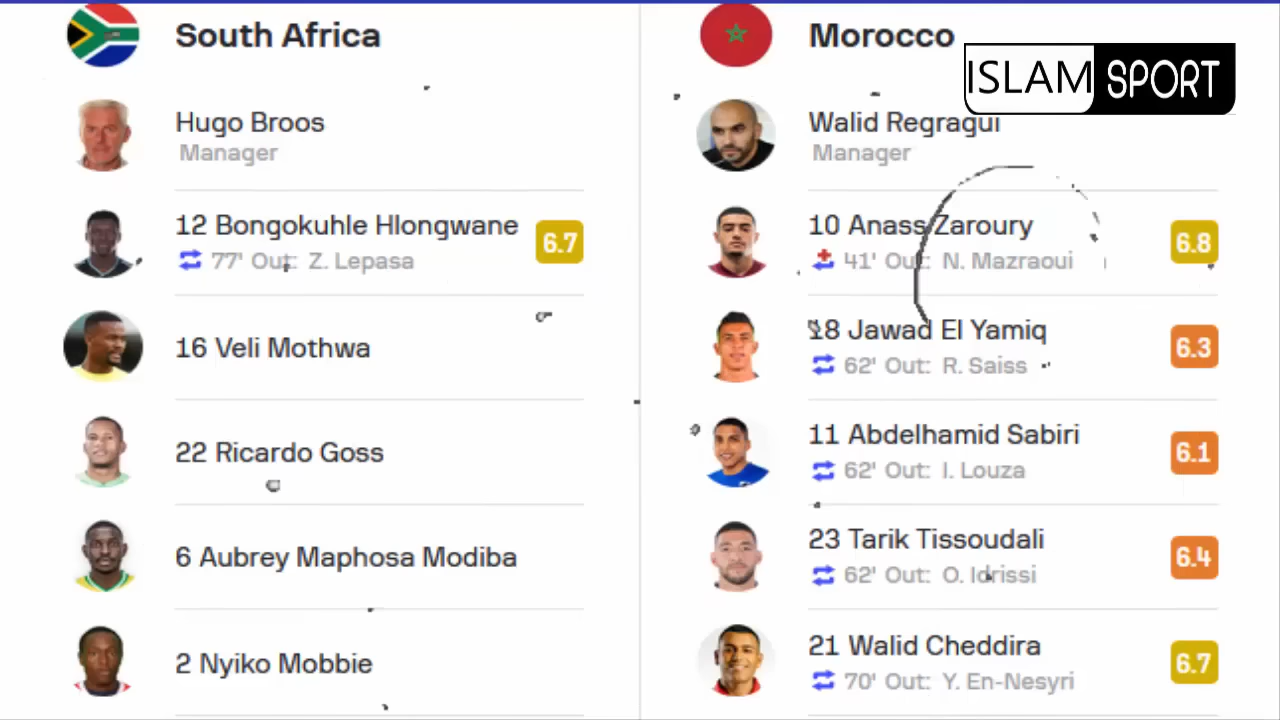 South Africa
Hugo Broos
Manager
12 Bongokuhle Hlongwane
6.7
77' Out: Z. Lepasa
16 Veli Mothwa
22 Ricardo Goss
6 Aubrey Maphosa Modiba
2 Nyiko Mobbie
Morocco
ISLAM SPORT
Walid Regragui
Manager
10 Anass Zaroury
6.8
41' Out: N. Mazraoui
18 Jawad El Yamiq
6.3
62' Out: R. Saiss
11 Abdelhamid Sabiri
6.1
62' Out: I. Louza
23 Tarik Tissoudali
6.4
62' Out: O. Idrissi
21 Walid Cheddira
6.7
70' Out: Y. En-Nesyri